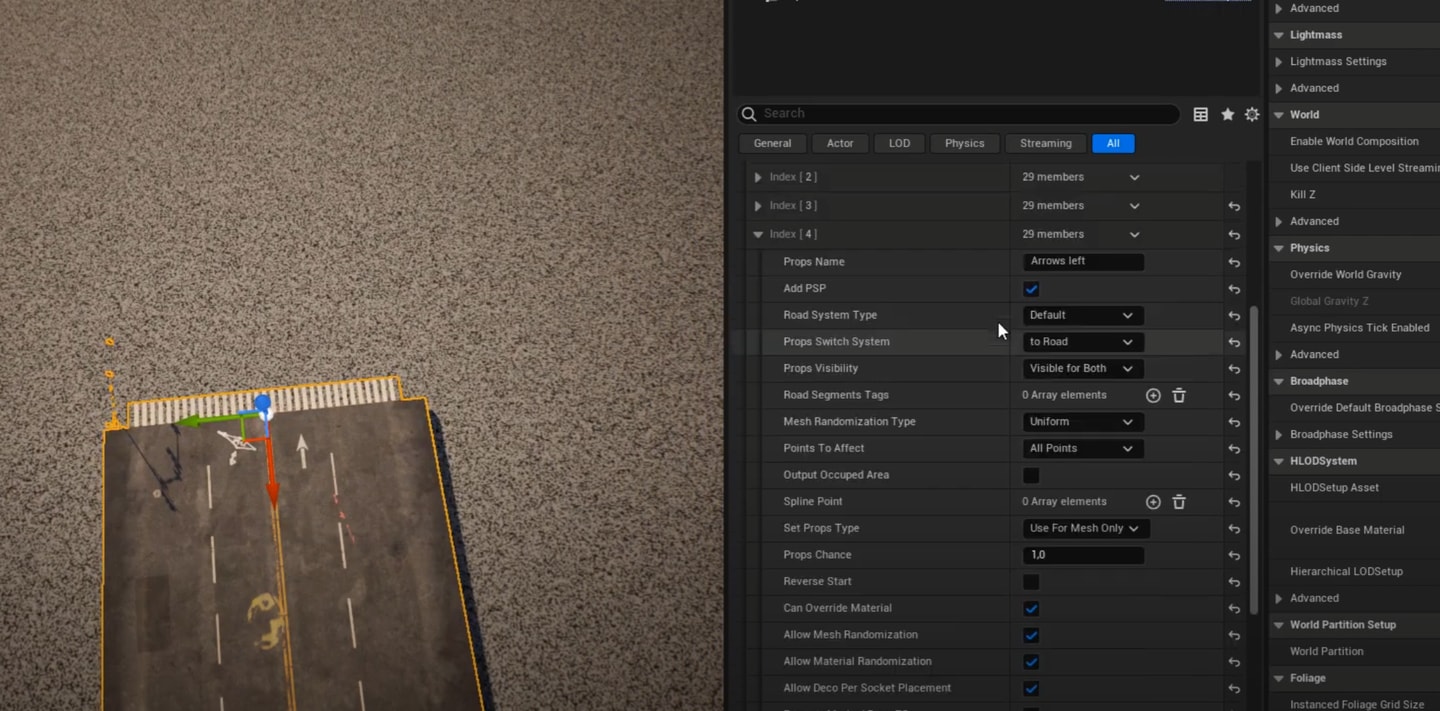 Search
General Actor LOD Physics Streaming All
Index [ 2 ] 29 members
Index [ 3 ] 29 members
Index [ 4 ] 29 members
Props Name Arrows left
Add PSP
Road System Type Default
Props Switch System to Road
Props Visibility Visible for Both
Road Segments Tags 0 Array elements
Mesh Randomization Type Uniform
Points To Affect All Points
Output Occuped Area
Spline Point 0 Array elements
Set Props Type Use For Mesh Only
Props Chance 1,0
Reverse Start
Can Override Material
Allow Mesh Randomization
Allow Material Randomization
Allow Deco Per Socket Placement
Advanced
Lightmass
Lightmass Settings
Advanced
World
Enable World Composition
Use Client Side Level Streami
Kill Z
Advanced
Physics
Override World Gravity
Global Gravity Z
Async Physics Tick Enabled
Advanced
Broadphase
Override Default Broadphase S
Broadphase Settings
HLODSystem
HLODSetup Asset
Override Base Material
Hierarchical LODSetup
Advanced
World Partition Setup
World Partition
Foliage
Instanced Foliage Grid Size